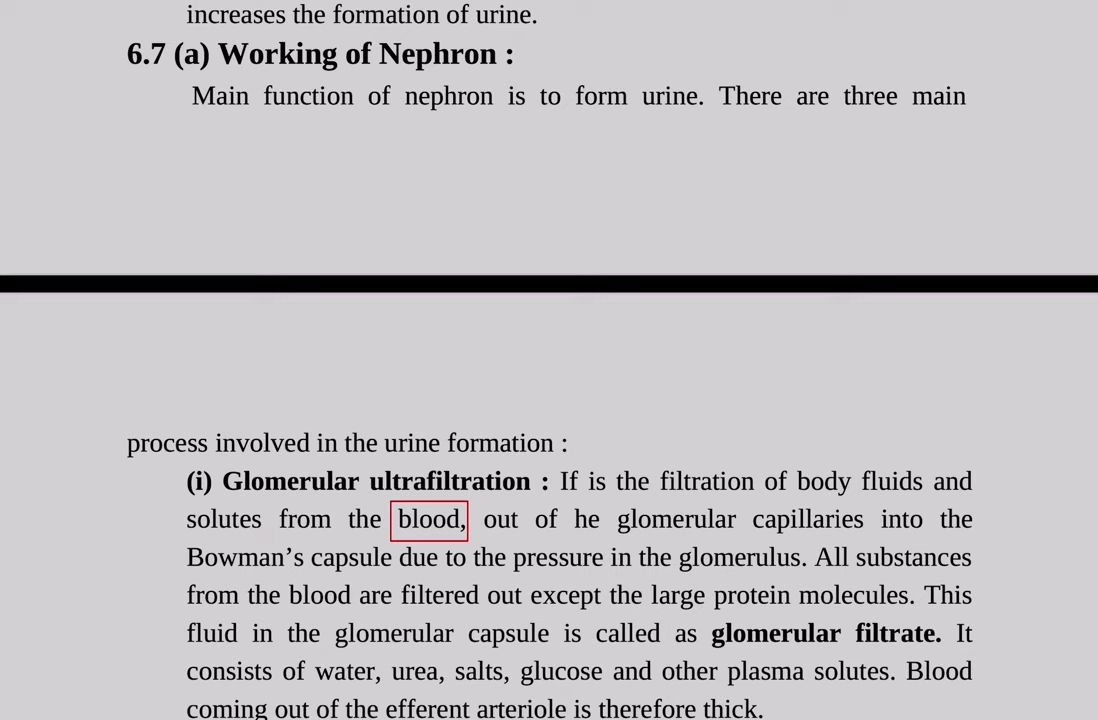 increases the formation of urine.
6.7 (a) Working of Nephron :
Main function of nephron is to form urine. There are three main
process involved in the urine formation :
(i) Glomerular ultrafiltration : If is the filtration of body fluids and
solutes from the blood, out of he glomerular capillaries into the
Bowman’s capsule due to the pressure in the glomerulus. All substances
from the blood are filtered out except the large protein molecules. This
fluid in the glomerular capsule is called as glomerular filtrate. It
consists of water, urea, salts, glucose and other plasma solutes. Blood
coming out of the efferent arteriole is therefore thick.